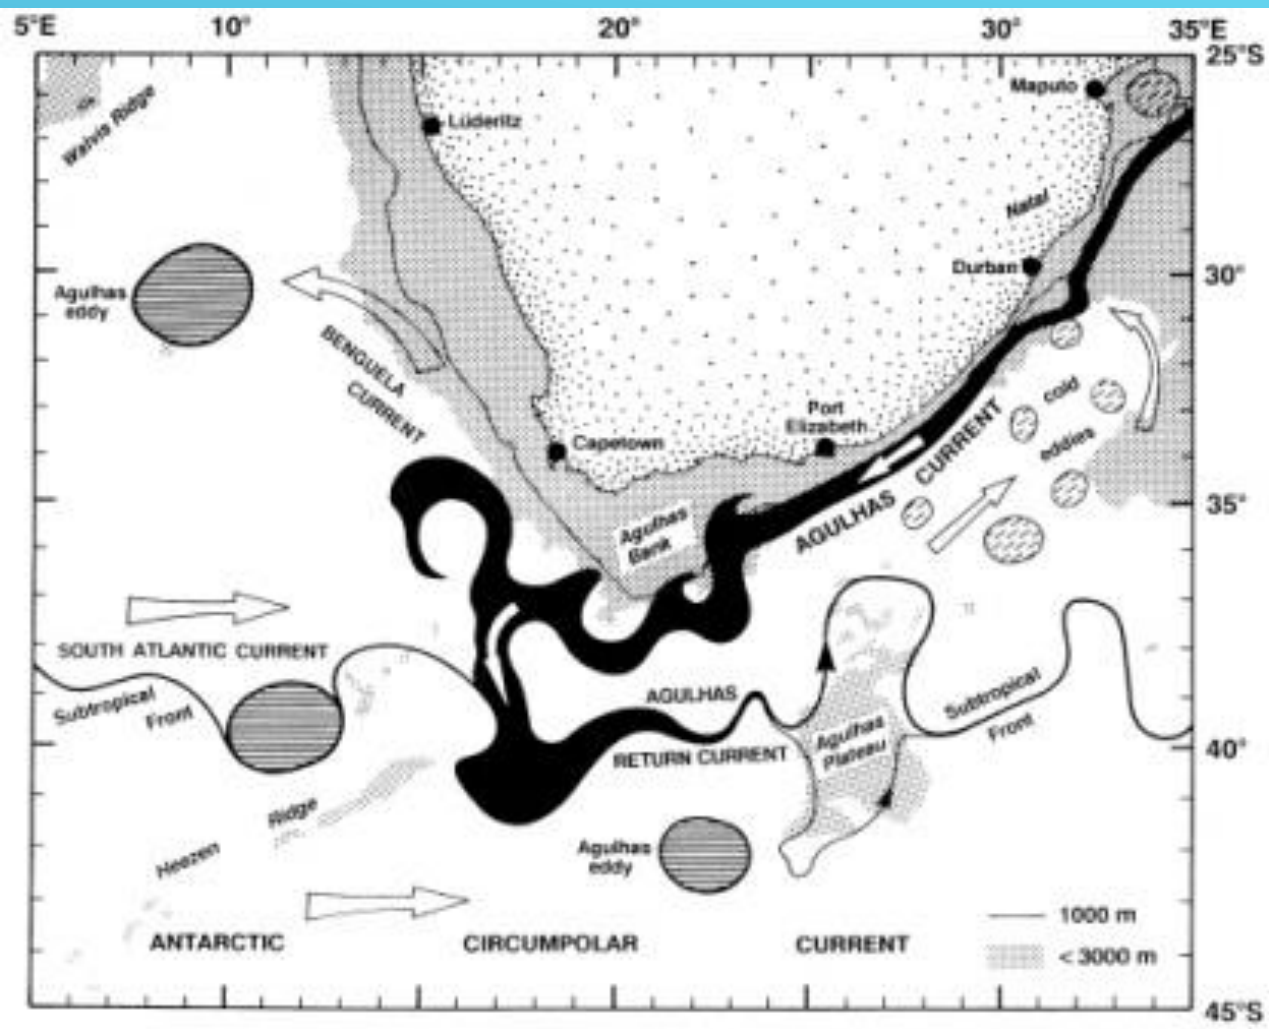 5°E 10° 20° 30° 35°E
25°S
Maputo
Walvis Ridge
Lüderitz
Natal
Durban
30°
Agulhas
eddy
BENGUELA
CURRENT
cold
eddies
Port
Elizabeth
Capetown
AGULHAS CURRENT
35°
Agulhas
Bank
SOUTH ATLANTIC CURRENT
Subtropical
Front
AGULHAS
RETURN CURRENT
Subtropical
Front
Agulhas
Plateau
40°
Heezen Ridge
Agulhas
eddy
1000 m
< 3000 m
ANTARCTIC CIRCUMPOLAR CURRENT
45°S